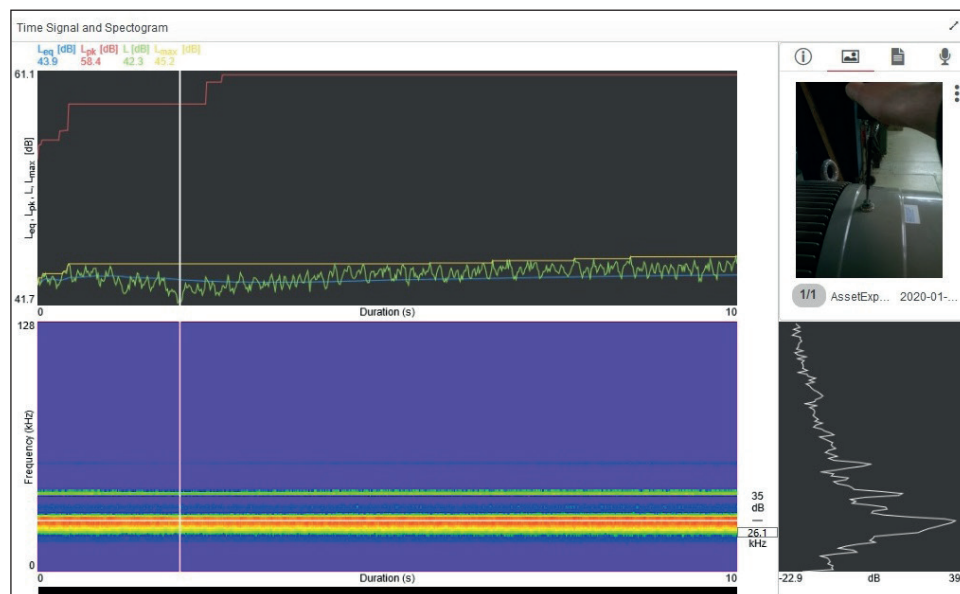 Time Signal and Spectogram
Leq [dB] Lpk [dB] L [dB] Lmax [dB]
43.9 58.4 42.3 45.2
61.1
Leq , Lpk , L, Lmax [dB]
41.7
0 Duration (s) 10
1/1 AssetExp... 2020-01-...
128
Frequency (kHz)
0
0 Duration (s) 10
35
dB
26.1
kHz
-22.9 dB 39